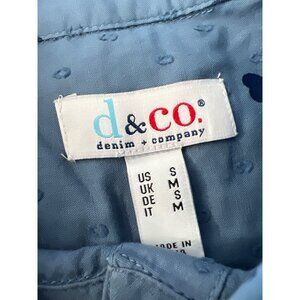 d&co.®
denim + company
US S
UK M
DE S
IT M
MADE IN